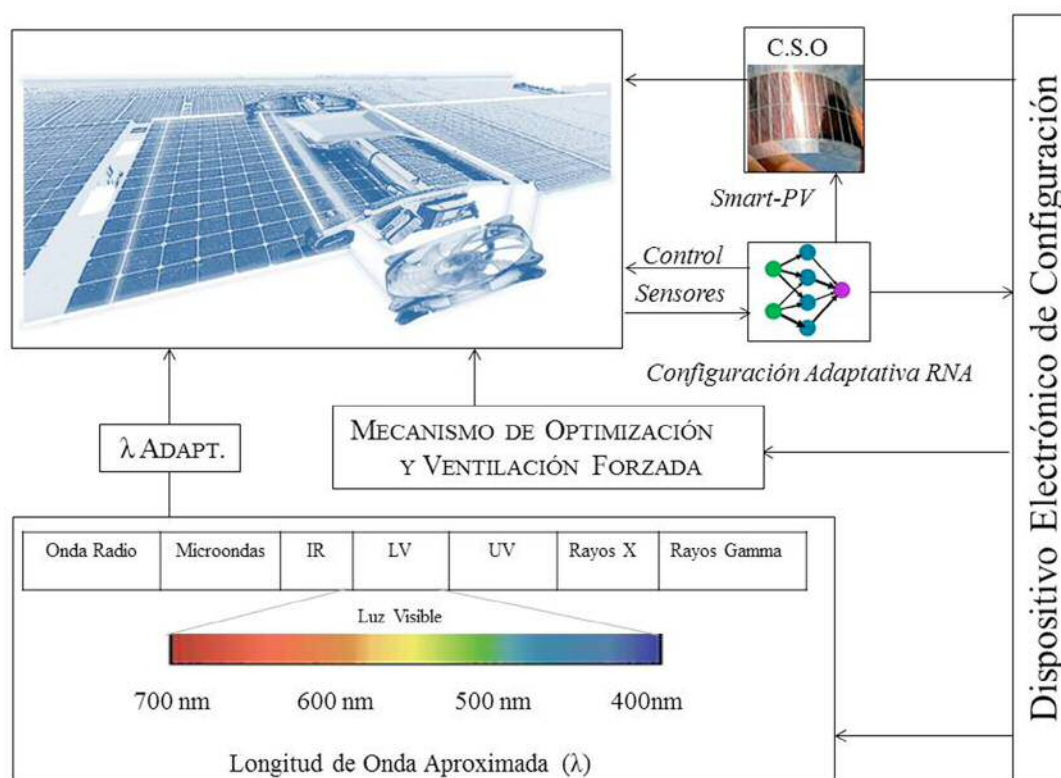 C.S.O
Smart-PV
Control
Sensores
Configuración Adaptativa RNA
Dispositivo Electrónico de Configuración
λ ADAPT.
MECANISMO DE OPTIMIZACIÓN
Y VENTILACIÓN FORZADA
Onda Radio Microondas IR LV UV Rayos X Rayos Gamma
Luz Visible
700 nm 600 nm 500 nm 400nm
Longitud de Onda Aproximada (λ)